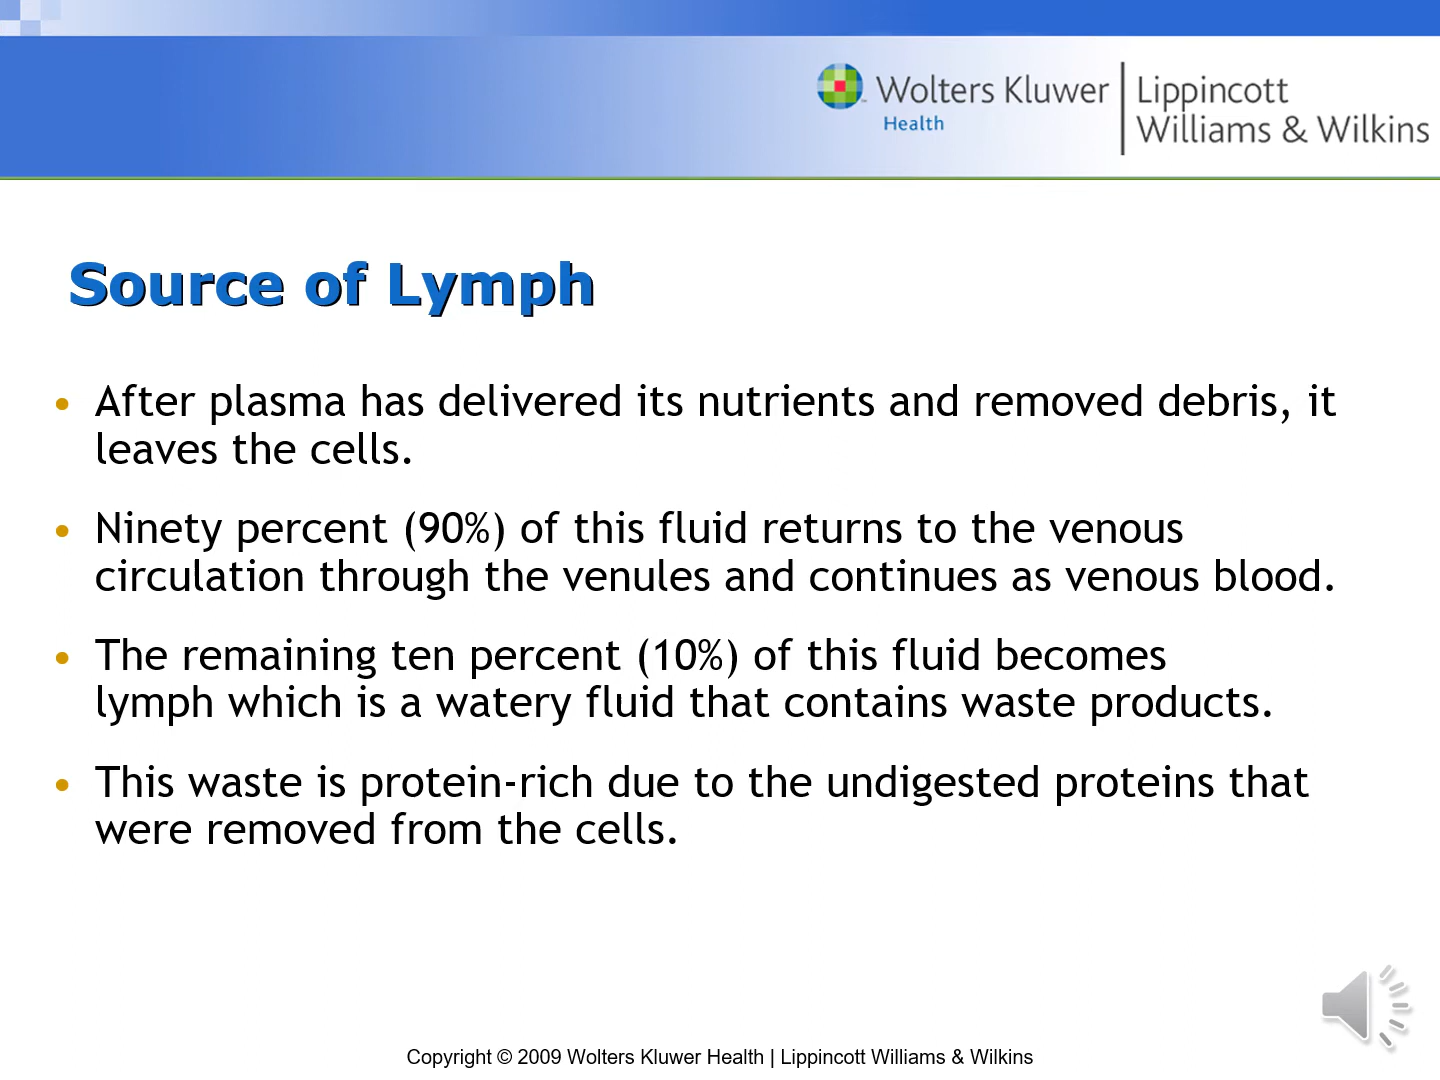 Wolters Kluwer
Health
Lippincott
Williams & Wilkins
Source of Lymph
• After plasma has delivered its nutrients and removed debris, it
leaves the cells.
• Ninety percent (90%) of this fluid returns to the venous
circulation through the venules and continues as venous blood.
• The remaining ten percent (10%) of this fluid becomes
lymph which is a watery fluid that contains waste products.
• This waste is protein-rich due to the undigested proteins that
were removed from the cells.
Copyright © 2009 Wolters Kluwer Health | Lippincott Williams & Wilkins